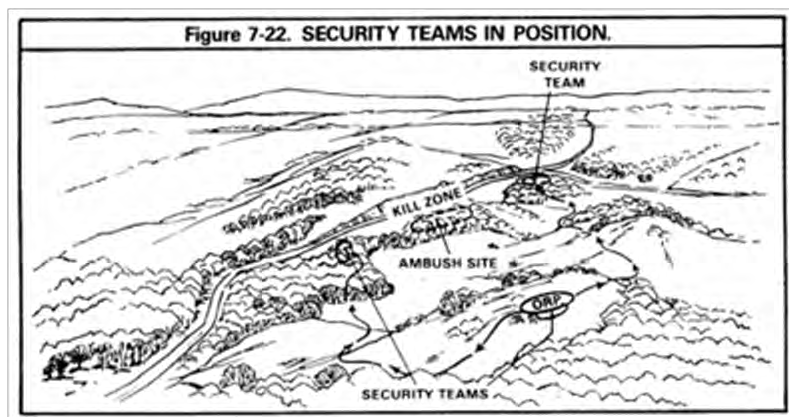 Figure 7-22. SECURITY TEAMS IN POSITION.
SECURITY
TEAM
KILL ZONE
AMBUSH SITE
ORP
SECURITY TEAMS